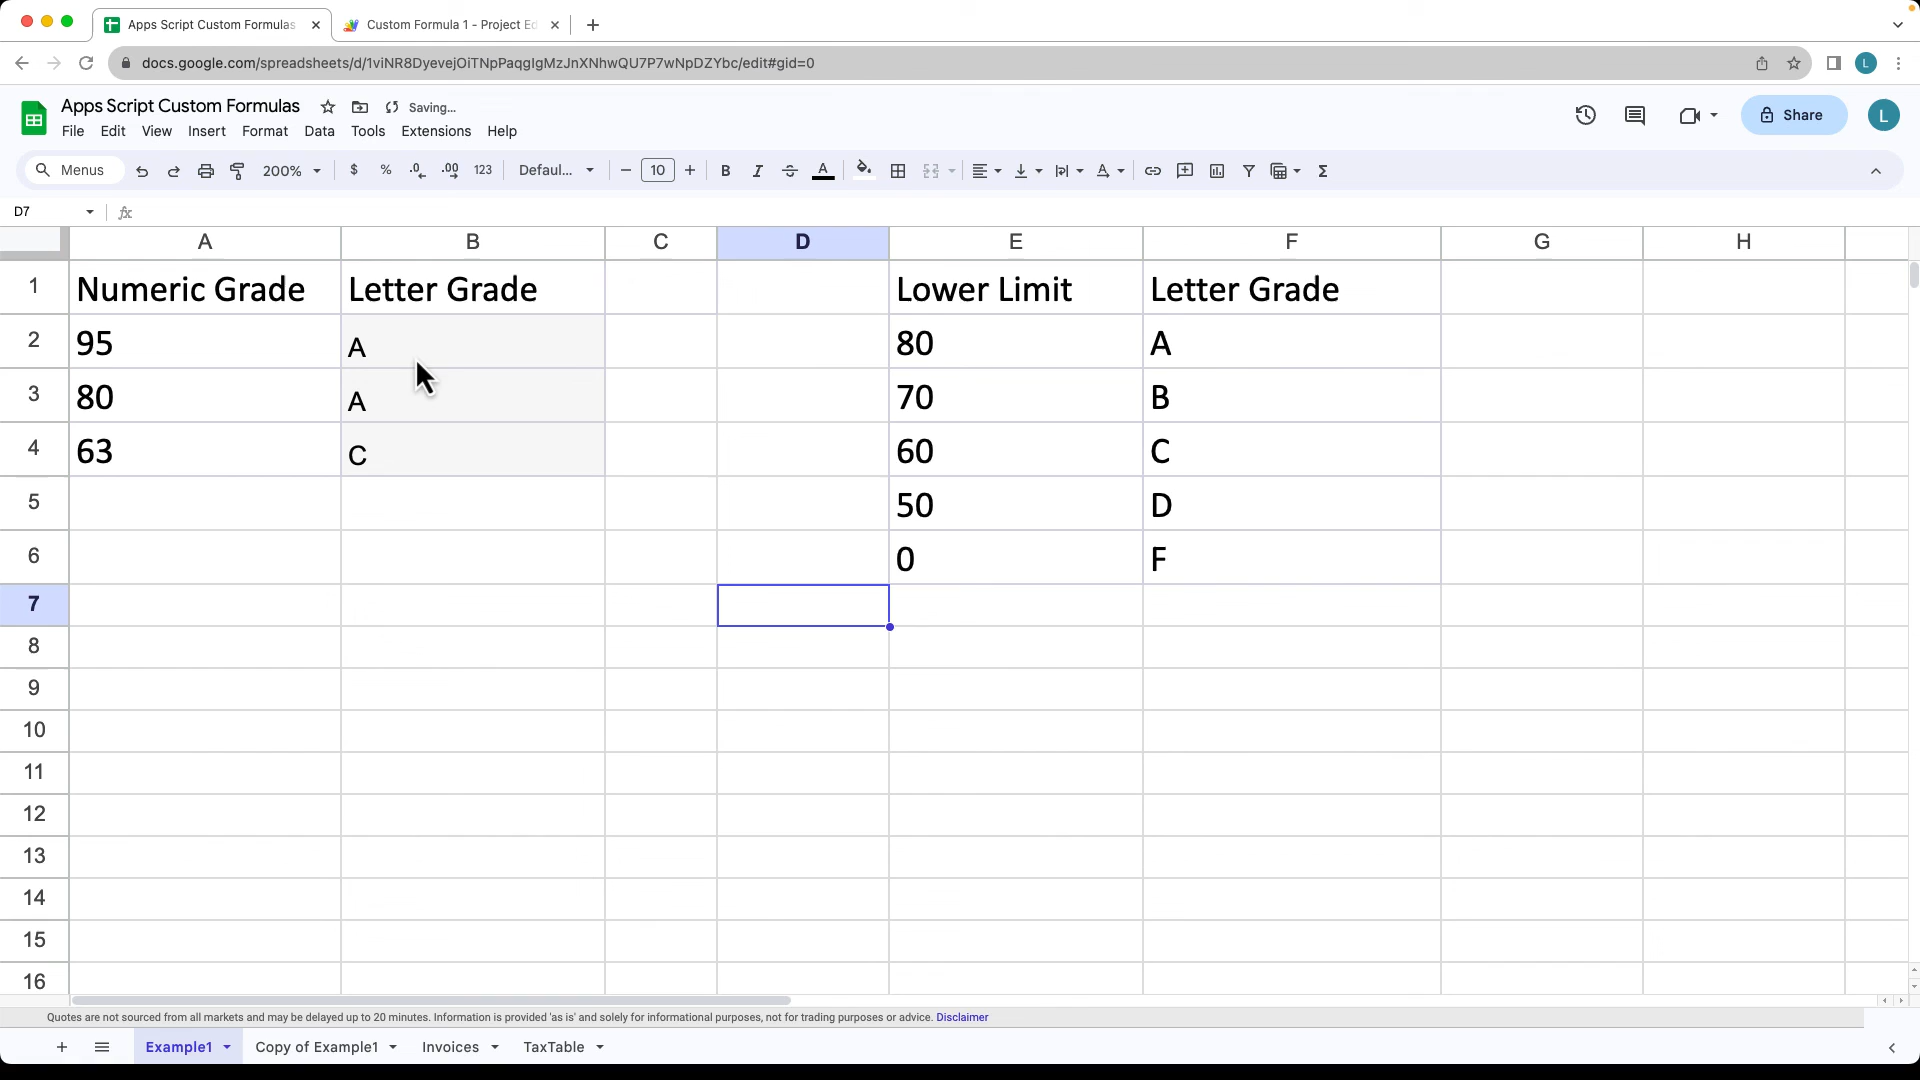 Apps Script Custom Formulas
Custom Formula 1 - Project Ed
docs.google.com/spreadsheets/d/1viNR8DyevejOiTNpPaqgIgMzJnXNhwQU7P7wNpDZYbc/edit#gid=0
L
Apps Script Custom Formulas
Saving...
File Edit View Insert Format Data Tools Extensions Help
Share
L
Menus
200%
$ % .0 .00 123
Defaul...
10
B I A
D7
A B C D E F G H
1 Numeric Grade Letter Grade Lower Limit Letter Grade
2 95 A 80 A
3 80 A 70 B
4 63 C 60 C
5 50 D
6 0 F
7
8
9
10
11
12
13
14
15
16
Quotes are not sourced from all markets and may be delayed up to 20 minutes. Information is provided 'as is' and solely for informational purposes, not for trading purposes or advice. Disclaimer
Example1 Copy of Example1 Invoices TaxTable